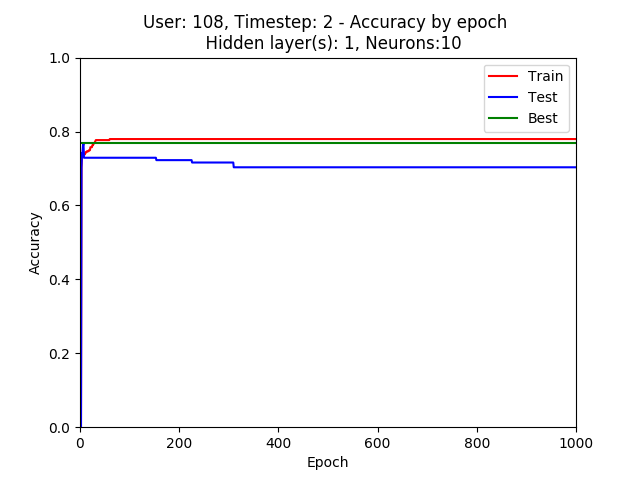 User: 108, Timestep: 2 - Accuracy by epoch
Hidden layer(s): 1, Neurons:10
1.0
0.8
0.6
0.4
0.2
0.0
Accuracy
Train
Test
Best
0 200 400 600 800 1000
Epoch